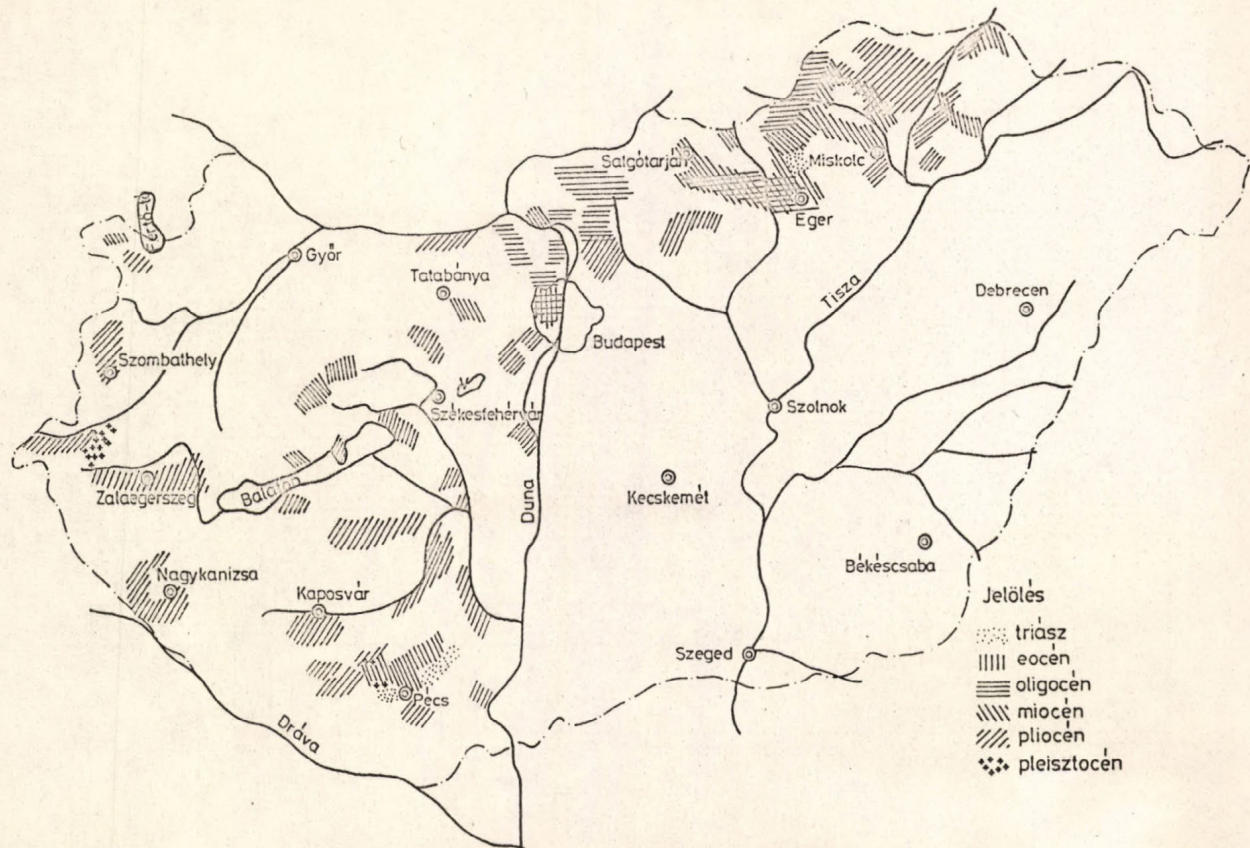 Salgótarján
Miskolc
Eger
Győr
Tatabánya
Tisza
Debrecen
Budapest
Szombathely
Székesfehérvár
Szolnok
Zalaegerszeg
Balaton
Duna
Kecskemét
Békéscsaba
Nagykanizsa
Kaposvár
Szeged
Pécs
Dráva
Jelölés
triász
eocén
oligocén
miocén
pliocén
pleisztocén